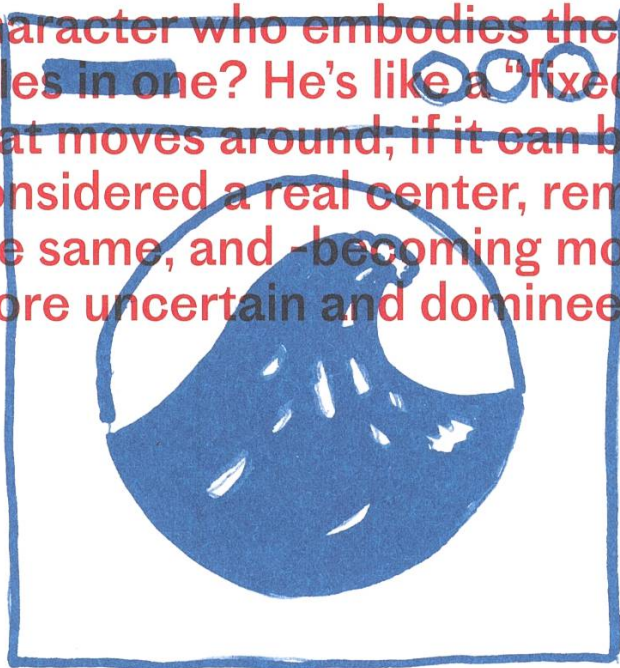 aracter who embodies the
les in one? He's like a “fixed
at moves around; if it can b
onsidered a real center, rem
e same, and -becoming mo
ore uncertain and dominee